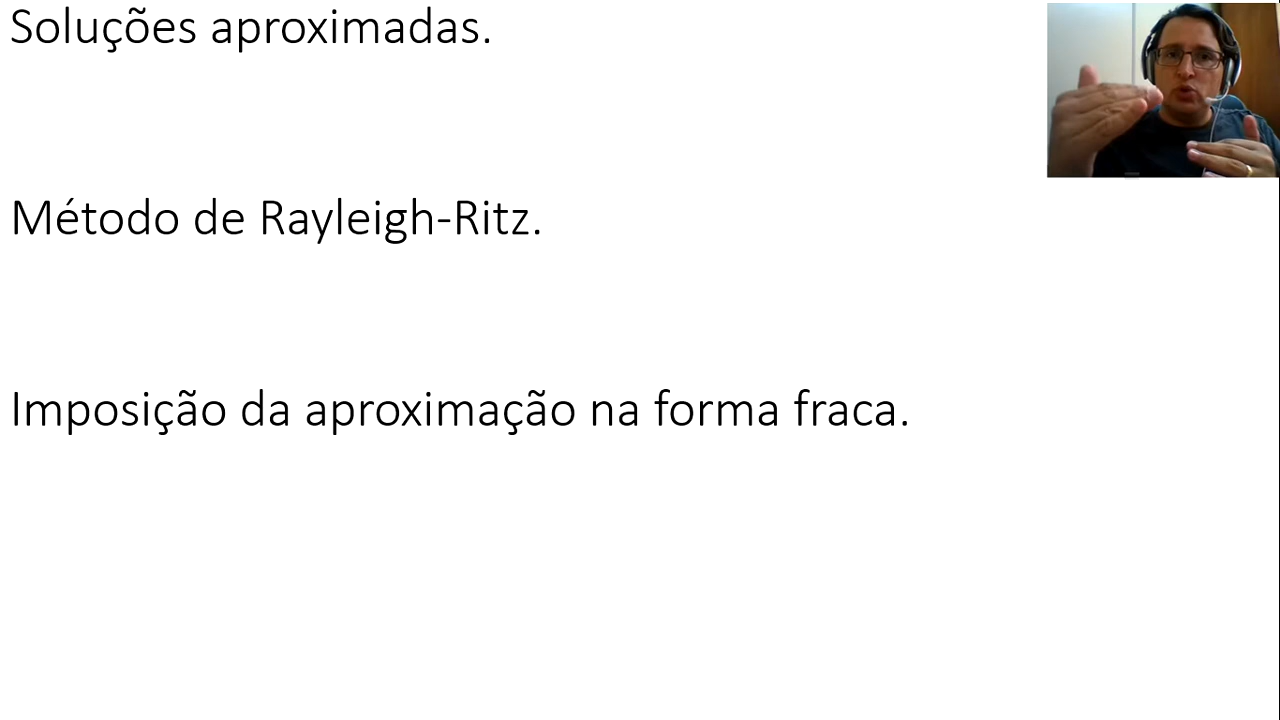 Soluções aproximadas.
Método de Rayleigh-Ritz.
Imposição da aproximação na forma fraca.